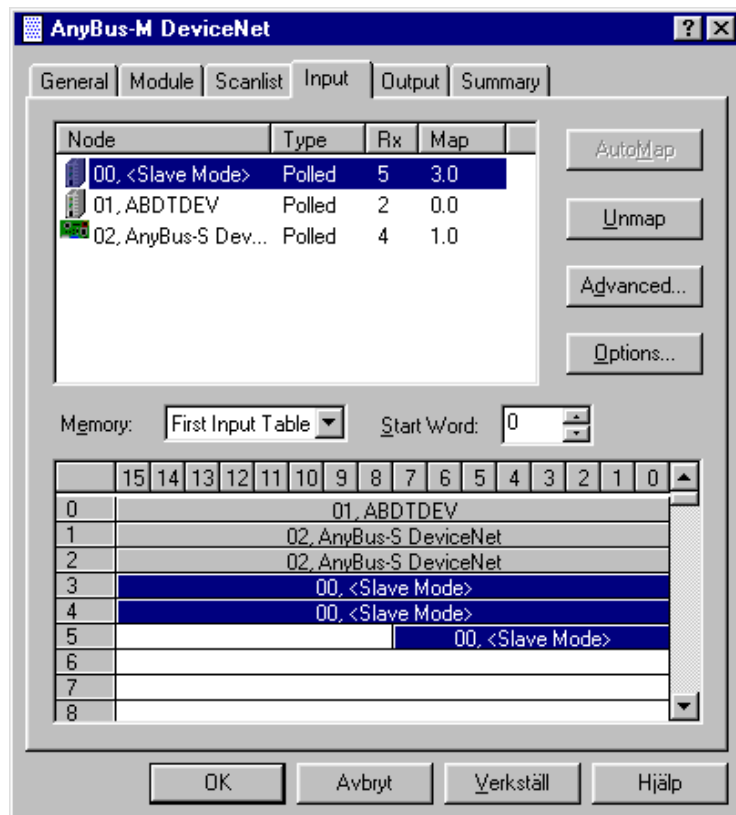 AnyBus-M DeviceNet
General Module Scanlist Input Output Summary
Node Type Rx Map
00, <Slave Mode> Polled 5 3.0
01, ABDTDEV Polled 2 0.0
02, AnyBus-S Dev... Polled 4 1.0
AutoMap
Unmap
Advanced...
Options...
Memory: First Input Table Start Word: 0
15 14 13 12 11 10 9 8 7 6 5 4 3 2 1 0
0 01, ABDTDEV
1 02, AnyBus-S DeviceNet
2 02, AnyBus-S DeviceNet
3 00, <Slave Mode>
4 00, <Slave Mode>
5 00, <Slave Mode>
6
7
8
OK Avbryt Verkställ Hjälp